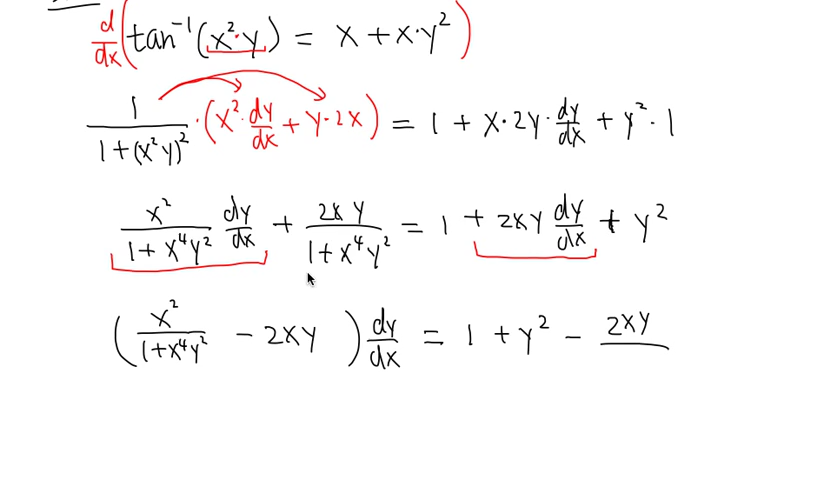 d/dx (tan⁻¹(x²·y) = x + x·y²)
1/(1+(x²y)²) · (x²·dy/dx + y·2x) = 1 + x·2y·dy/dx + y²·1
x²/(1+x⁴y²) dy/dx + 2xy/(1+x⁴y²) = 1 + 2xy dy/dx + y²
(x²/(1+x⁴y²) − 2xy) dy/dx = 1 + y² − 2xy/